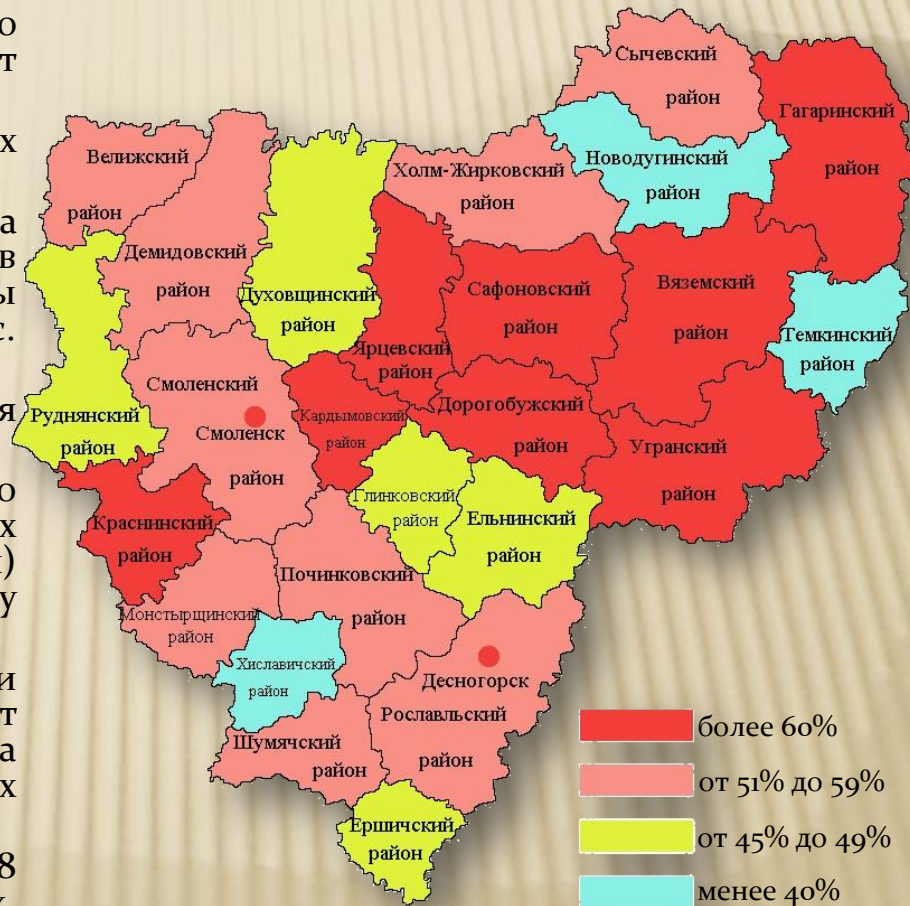 о
т
х
а
в
ы
с.
я
о
х
)
у
и
т
а
х
8
Сычевский
район
Гагаринский
район
Велижский
район
Холм-Жирковский
район
Новодугинский
район
Демидовский
район
Духовщинский
район
Сафоновский
район
Вяземский
район
Темкинский
район
Ярцевский
район
Смоленский
район
Смоленск
Руднянский
район
Кардымовский
район
Дорогобужский
район
Угранский
район
Глинковский
район
Ельнинский
район
Краснинский
район
Починковский
район
Монстырщинский
район
Хиславичский
район
Десногорск
Рославльский
район
Шумячский
район
Ершичский
район
более 60%
от 51% до 59%
от 45% до 49%
менее 40%